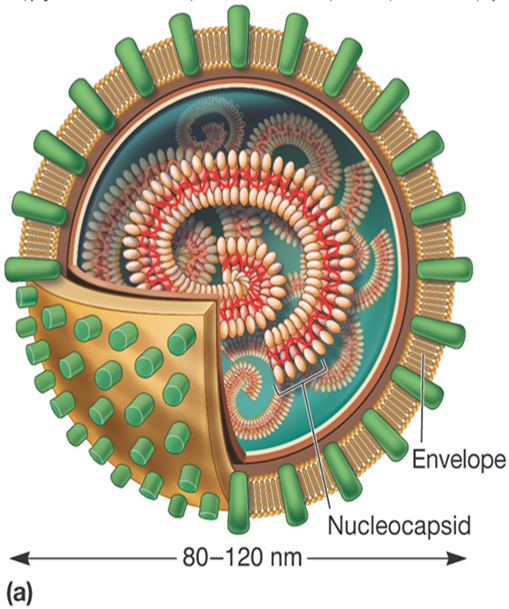 Envelope
Nucleocapsid
80–120 nm
(a)